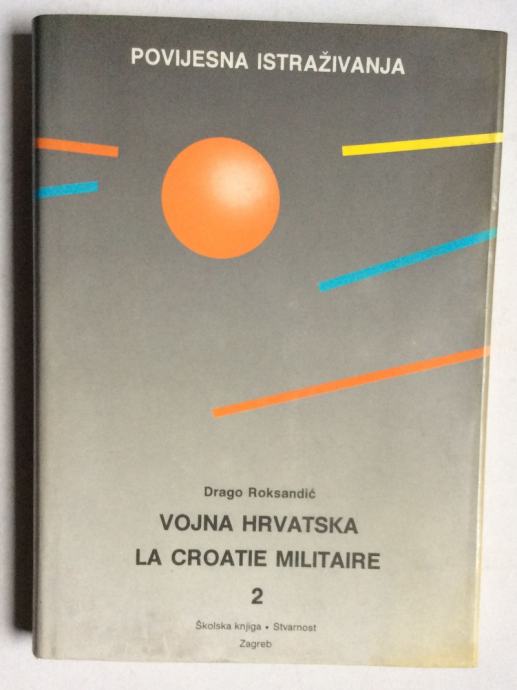 POVIJESNA ISTRAŽIVANJA
Drago Roksandić
VOJNA HRVATSKA
LA CROATIE MILITAIRE
2
Školska knjiga • Stvarnost
Zagreb